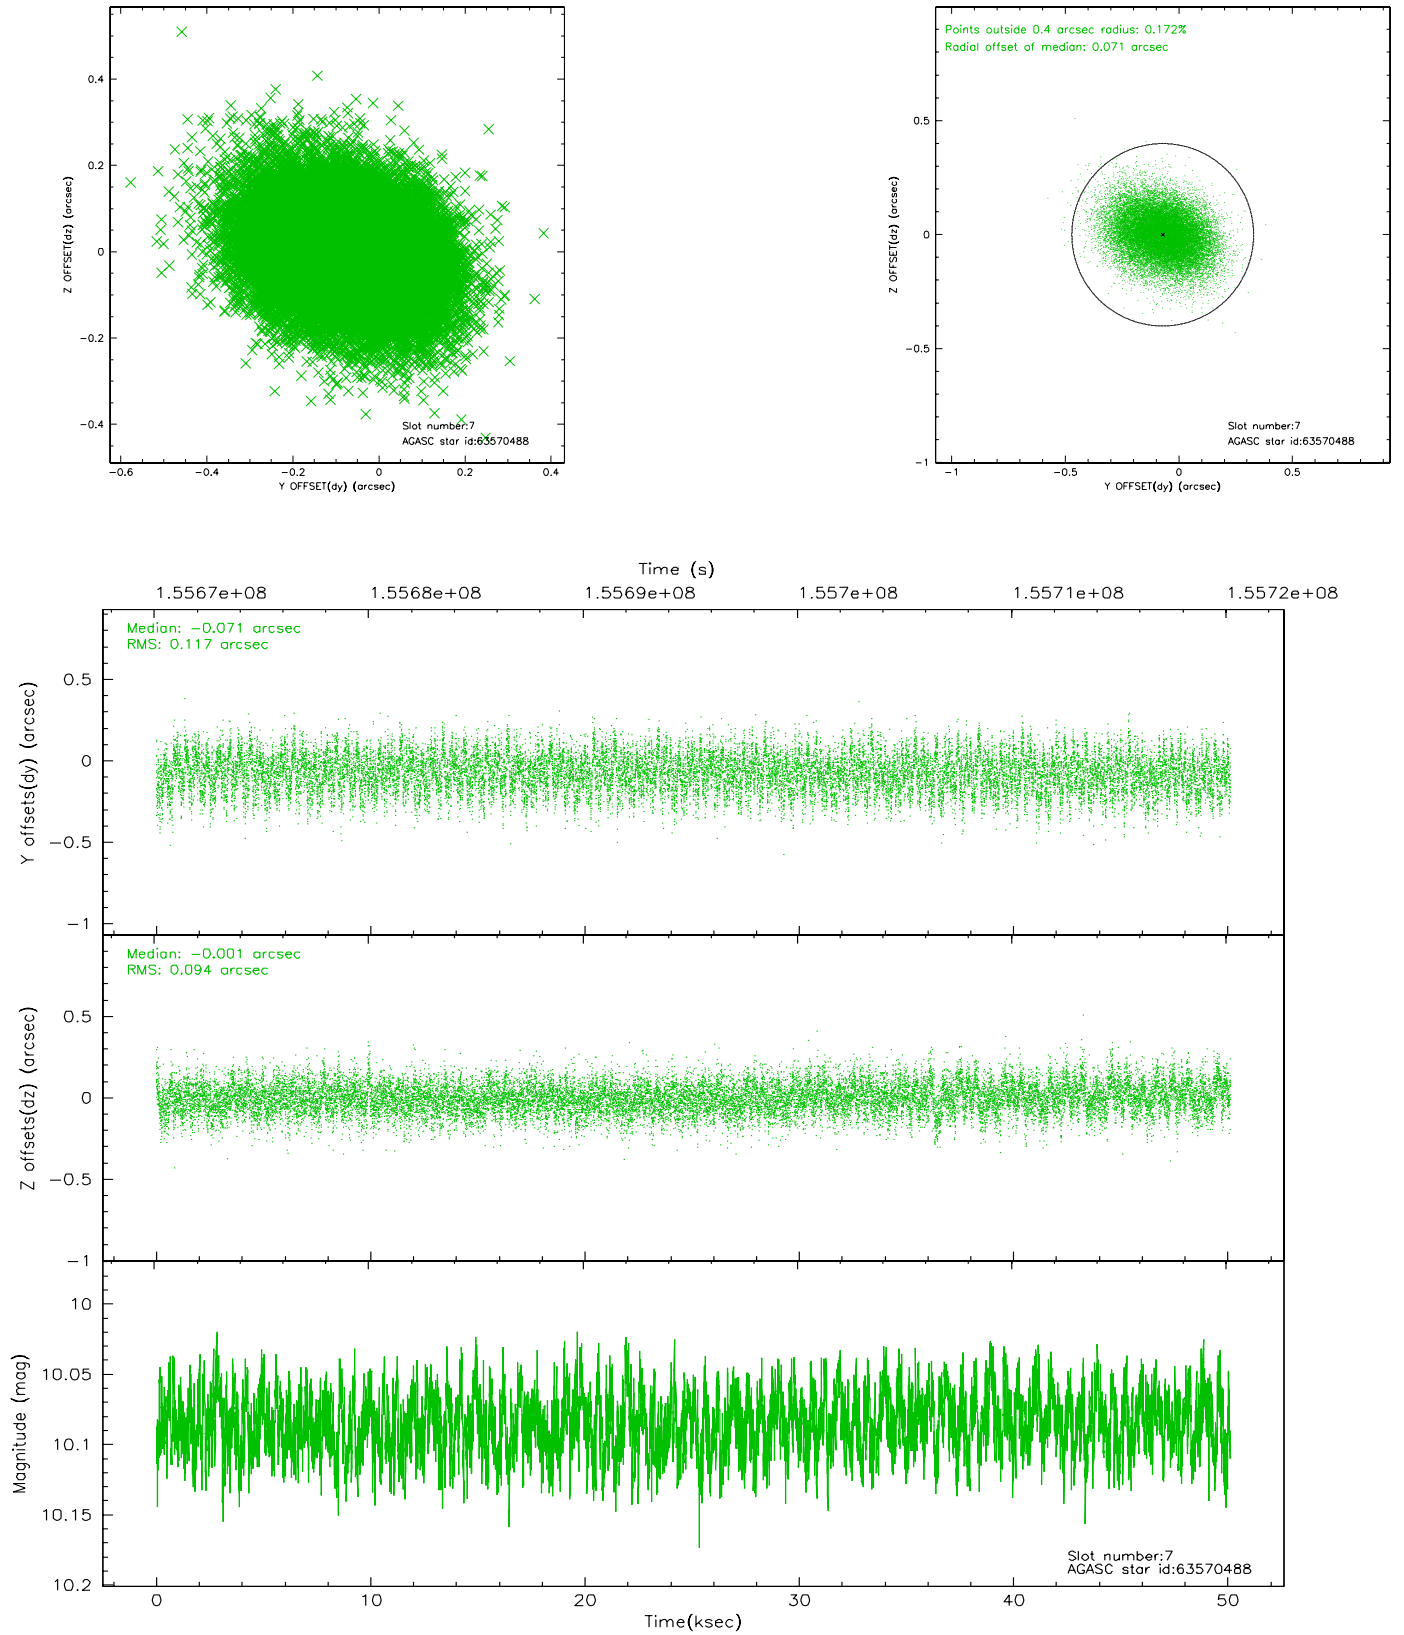 0.4
0.2
0
−0.2
−0.4
Z OFFSET(dz) (arcsec)
Slot number:7
AGASC star id:63570488
−0.6 −0.4 −0.2 0 0.2 0.4
Y OFFSET(dy) (arcsec)
Points outside 0.4 arcsec radius: 0.172%
Radial offset of median: 0.071 arcsec
0.5
0
−0.5
−1
Z OFFSET(dz) (arcsec)
Slot number:7
AGASC star id:63570488
−1 −0.5 0 0.5
Y OFFSET(dy) (arcsec)
Time (s)
1.5567e+08 1.5568e+08 1.5569e+08 1.557e+08 1.5571e+08 1.5572e+08
Median: −0.071 arcsec
RMS: 0.117 arcsec
0.5
0
−0.5
−1
Y offsets(dy) (arcsec)
Median: −0.001 arcsec
RMS: 0.094 arcsec
0.5
0
−0.5
−1
Z offsets(dz) (arcsec)
10
10.05
10.1
10.15
10.2
Magnitude (mag)
Slot number:7
AGASC star id:63570488
0 10 20 30 40 50
Time(ksec)